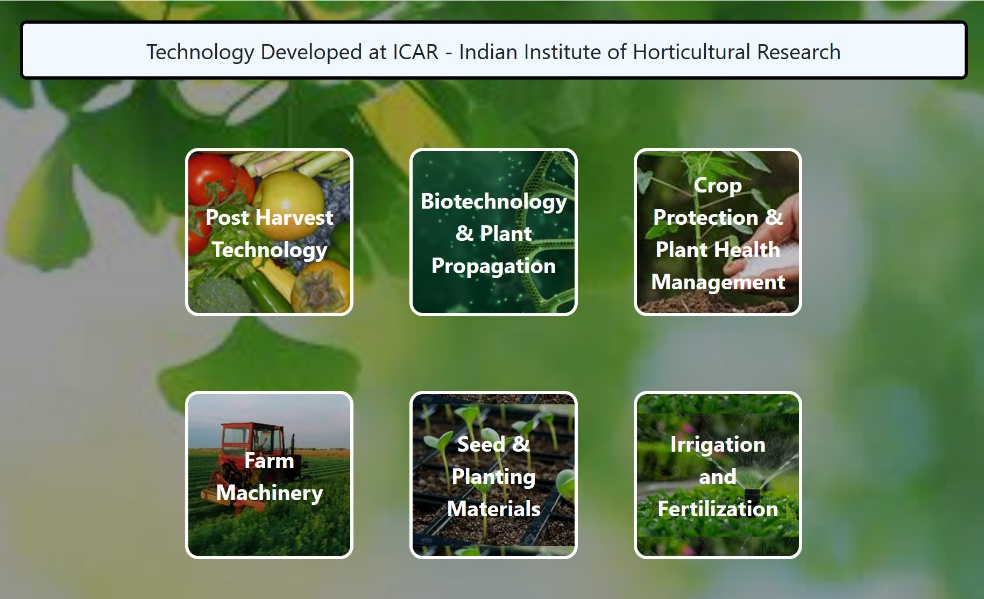 Technology Developed at ICAR - Indian Institute of Horticultural Research
Post Harvest
Technology
Biotechnology
& Plant
Propagation
Crop
Protection &
Plant Health
Management
Farm
Machinery
Seed &
Planting
Materials
Irrigation
and
Fertilization